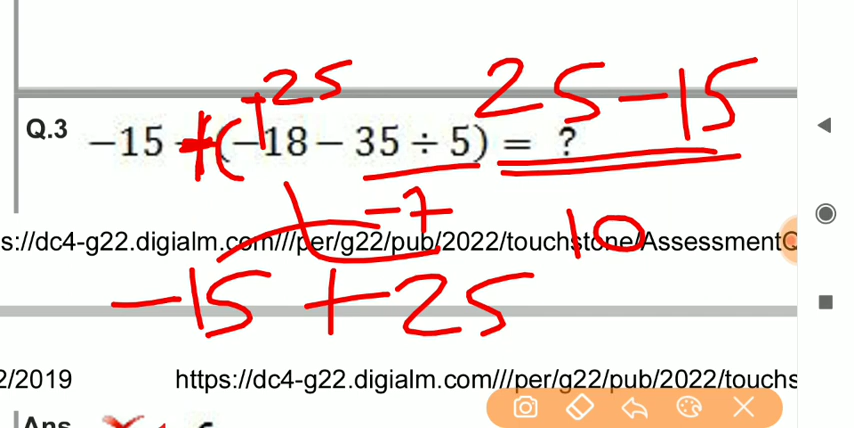 +25
25-15
Q.3 −15 +(−18 − 35 ÷ 5) = ?
-7
10
s://dc4-g22.digialm.com///per/g22/pub/2022/touchstone/AssessmentQ
-15 + 25
2/2019 https://dc4-g22.digialm.com///per/g22/pub/2022/touchs
Ans